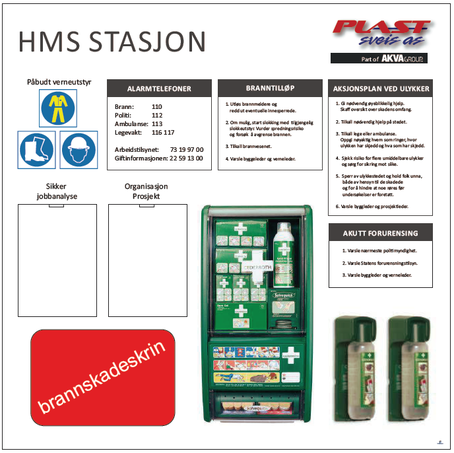 HMS STASJON
PLAST
sveis as
Part of AKVA GROUP
Påbudt verneutstyr
ALARMTELEFONER
Brann: 110
Politi: 112
Ambulanse: 113
Legevakt: 116 117
Arbeidstilsynet: 73 19 97 00
Giftinformasjonen: 22 59 13 00
BRANNTILLØP
1. Utløs brannmeldere og
redd ut eventuelle innesperrede.
2. Om mulig, start slokking med tilgjengelig
slokkeutstyr. Vurder spredningsrisiko
og forsøk å avgrense brannen.
3. Tilkall brannvesenet.
4. Varsle byggleder og verneleder.
AKSJONSPLAN VED ULYKKER
1. Gi nødvendig øyeblikkelig hjelp.
Skaff oversikt over skadens omfang.
2. Tilkall nødvendig hjelp på stedet.
3. Tilkall lege eller ambulanse.
Oppgi nøyaktig hvem som ringer, hvor
ulykken har skjedd og hva som har skjedd.
4. Sjekk risiko for flere umiddelbare ulykker
og sørg for sikring mot slike.
5. Sperr av ulykkestedet og hold folk unna,
både av hensyn til de skadede
og for å hindre at noe røres før
undersøkelser er foretatt.
6. Varsle byggleder og prosjektleder.
AKUTT FORURENSING
1. Varsle nærmeste politimyndighet.
2. Varsle Statens forurensningstilsyn.
3. Varsle byggleder og verneleder.
Sikker
jobbanalyse
Organisasjon
Prosjekt
brannskadeskrin